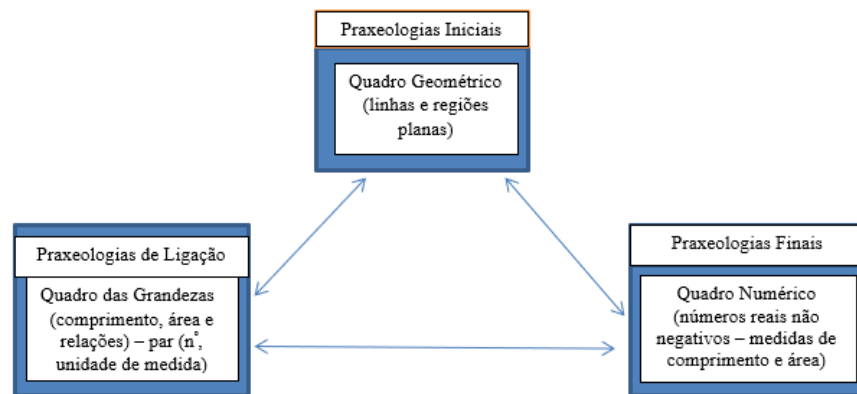 Praxeologias Iniciais
Quadro Geométrico
(linhas e regiões
planas)
Praxeologias de Ligação
Quadro das Grandezas
(comprimento, área e
relações) – par (n°,
unidade de medida)
Praxeologias Finais
Quadro Numérico
(números reais não
negativos – medidas de
comprimento e área)